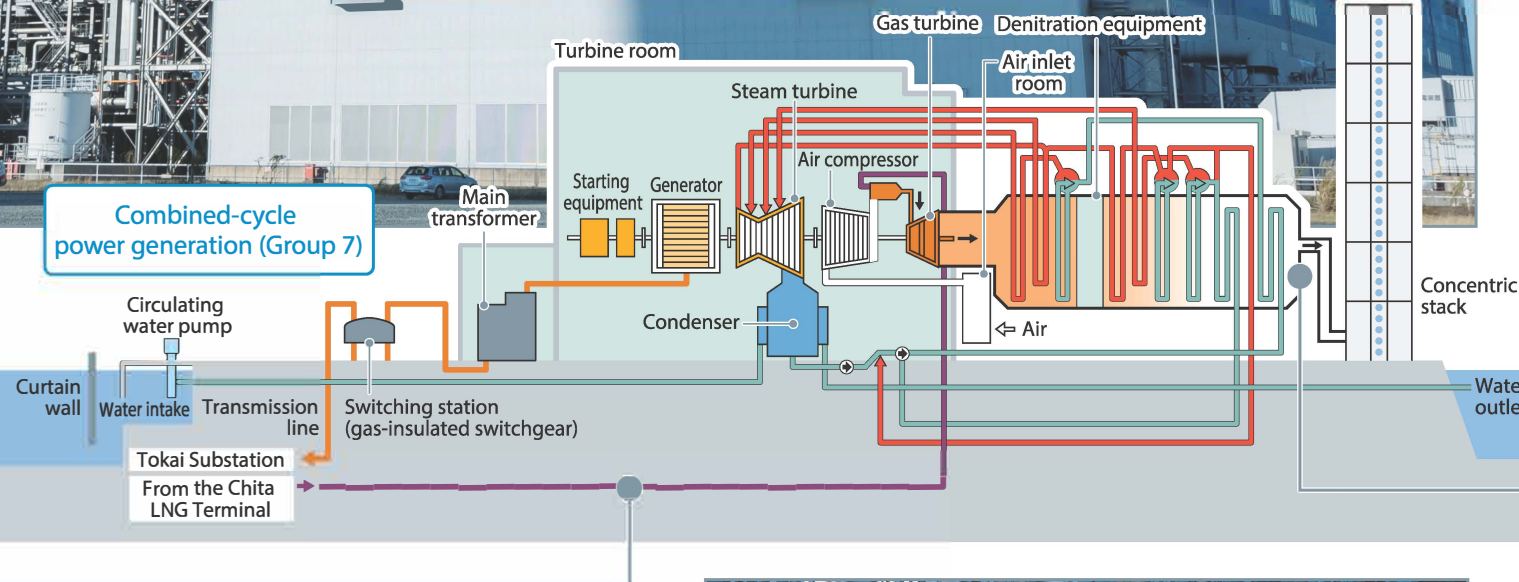 Gas turbine
Denitration equipment
Turbine room
Air inlet
room
Steam turbine
Air compressor
Starting
equipment
Generator
Main
transformer
Combined-cycle
power generation (Group 7)
Concentric
stack
Circulating
water pump
Condenser
Air
Curtain
wall
Water intake
Transmission
line
Switching station
(gas-insulated switchgear)
Wate
outle
Tokai Substation
From the Chita
LNG Terminal